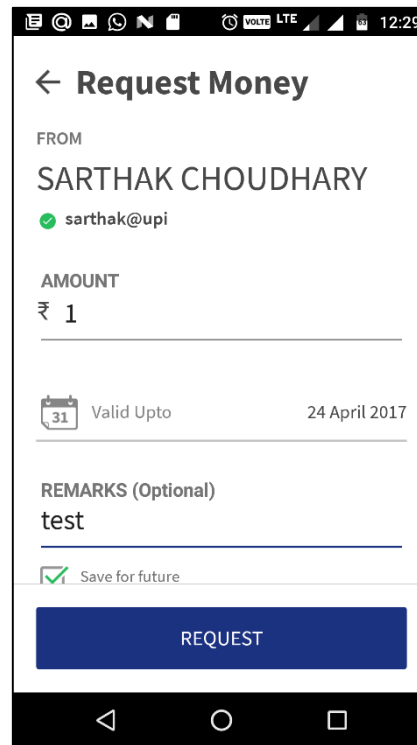 VOLTE LTE 63 12:29
Request Money
FROM
SARTHAK CHOUDHARY
sarthak@upi
AMOUNT
₹ 1
31 Valid Upto 24 April 2017
REMARKS (Optional)
test
Save for future
REQUEST